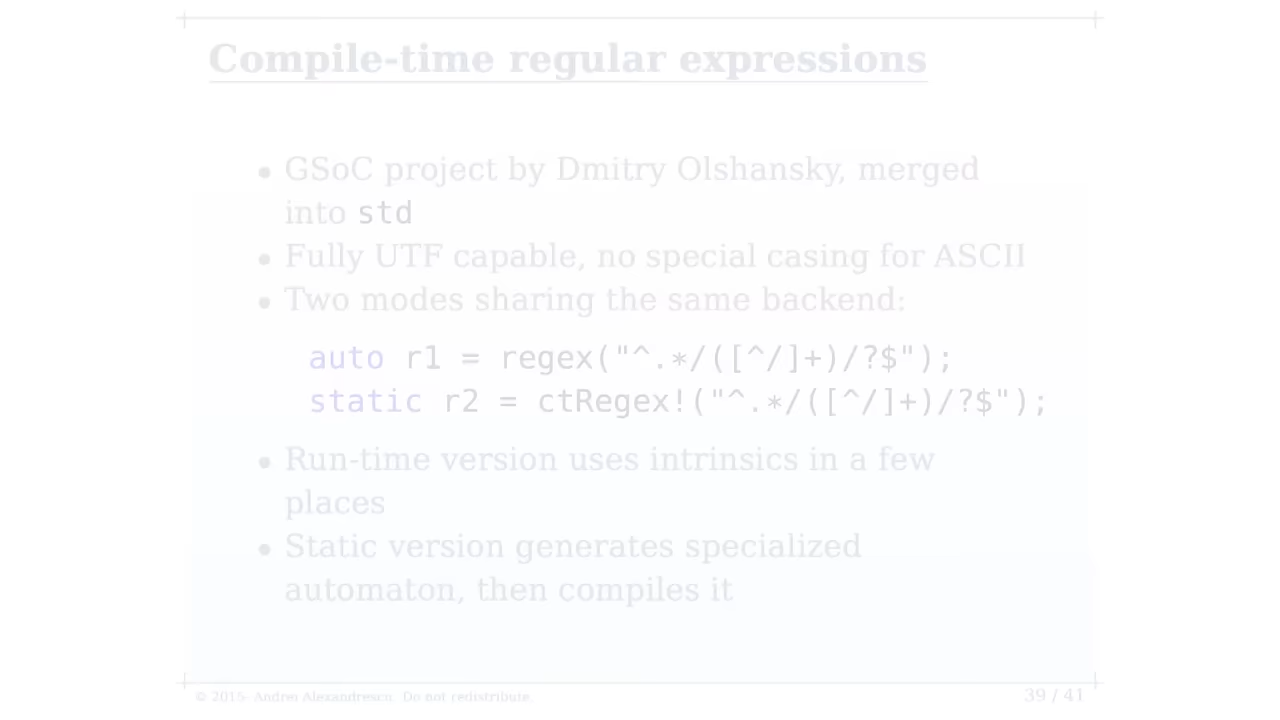 Compile-time regular expressions
• GSoC project by Dmitry Olshansky, merged
into std
• Fully UTF capable, no special casing for ASCII
• Two modes sharing the same backend:
auto r1 = regex("^.*/([^/]+)/?$");
static r2 = ctRegex!("^.*/([^/]+)/?$");
• Run-time version uses intrinsics in a few
places
• Static version generates specialized
automaton, then compiles it
© 2015- Andrei Alexandrescu. Do not redistribute.
39 / 41